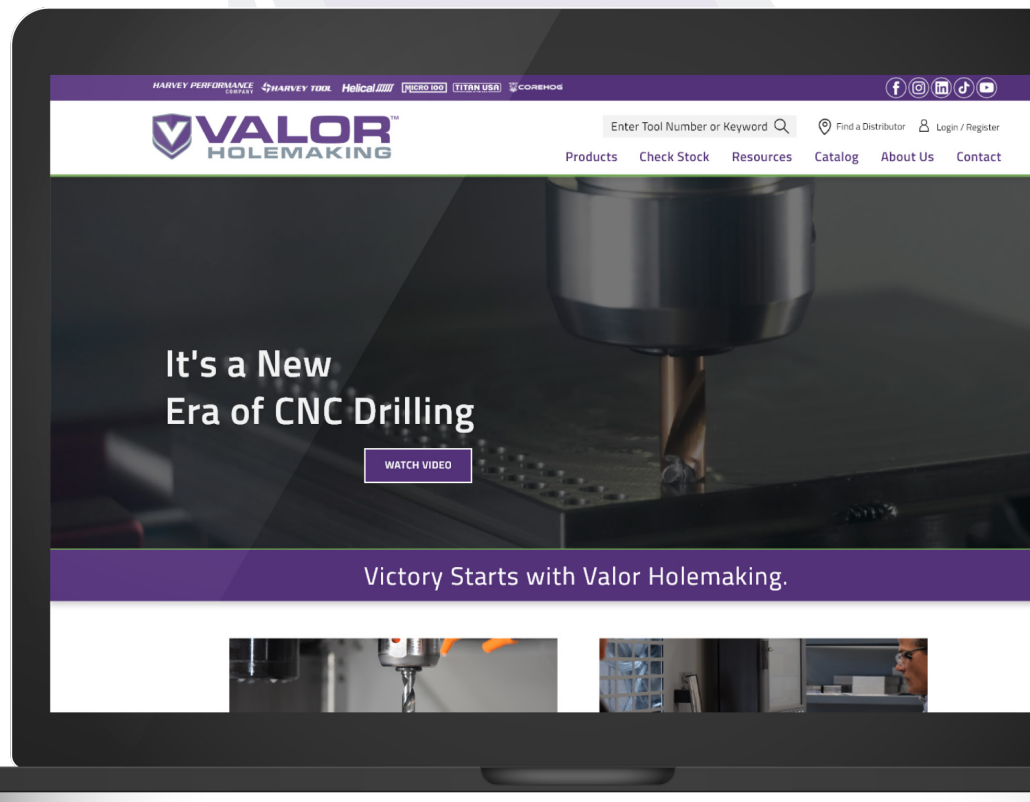 HARVEY PERFORMANCE COMPANY HARVEY TOOL Helical MICRO 100 TITAN USA COREHOG
VALOR™
HOLEMAKING
Enter Tool Number or Keyword Find a Distributor Login / Register
Products Check Stock Resources Catalog About Us Contact
It's a New
Era of CNC Drilling
WATCH VIDEO
Victory Starts with Valor Holemaking.